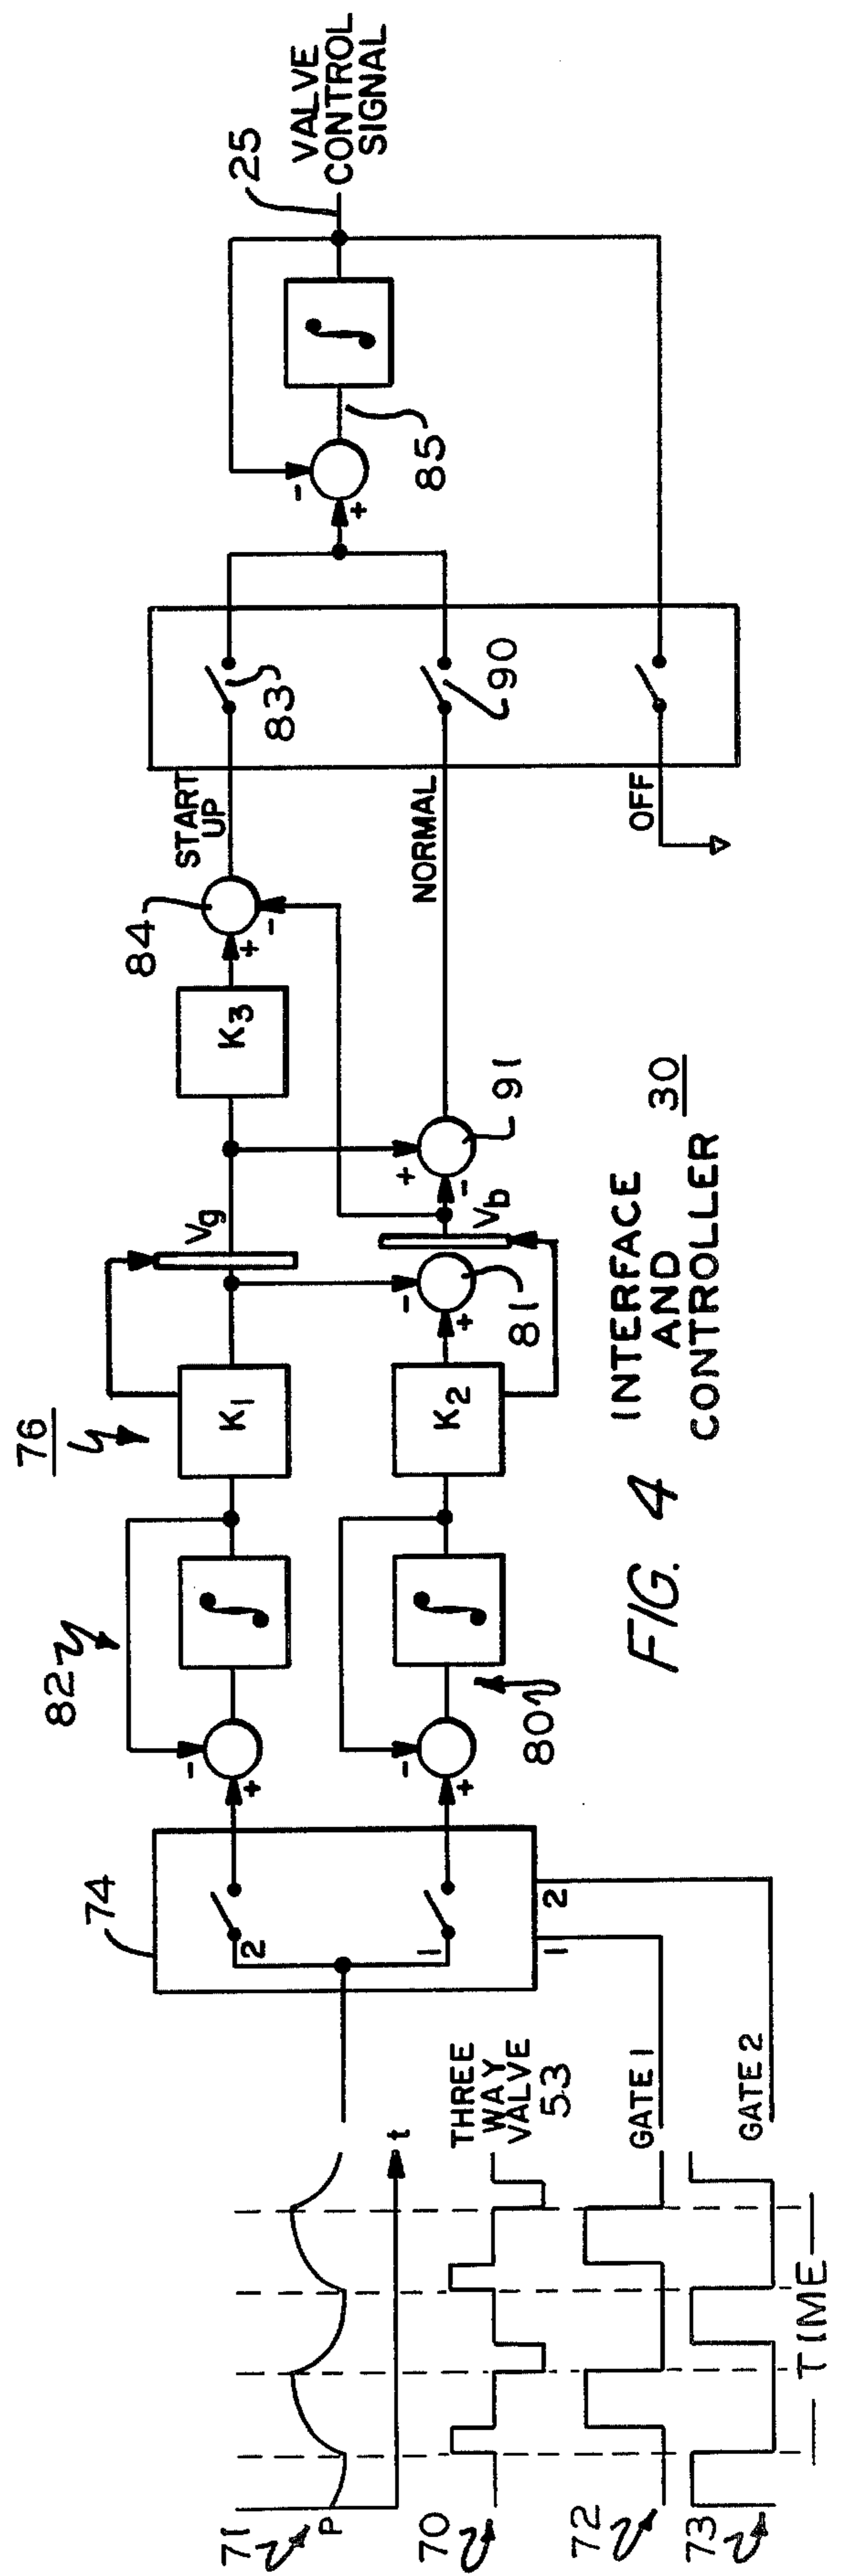 71
P
t
70
THREE
WAY
VALVE
53
72
GATE 1
73
GATE 2
— TIME —
74
2
1
1
2
82
-
+
-
+
80
76
K1
K2
Vg
-
+
81
Vb
+
-
91
K3
84
+
-
START
UP
NORMAL
OFF
83
90
-
+
85
25
VALVE
CONTROL
SIGNAL
FIG. 4
INTERFACE
AND
CONTROLLER
30